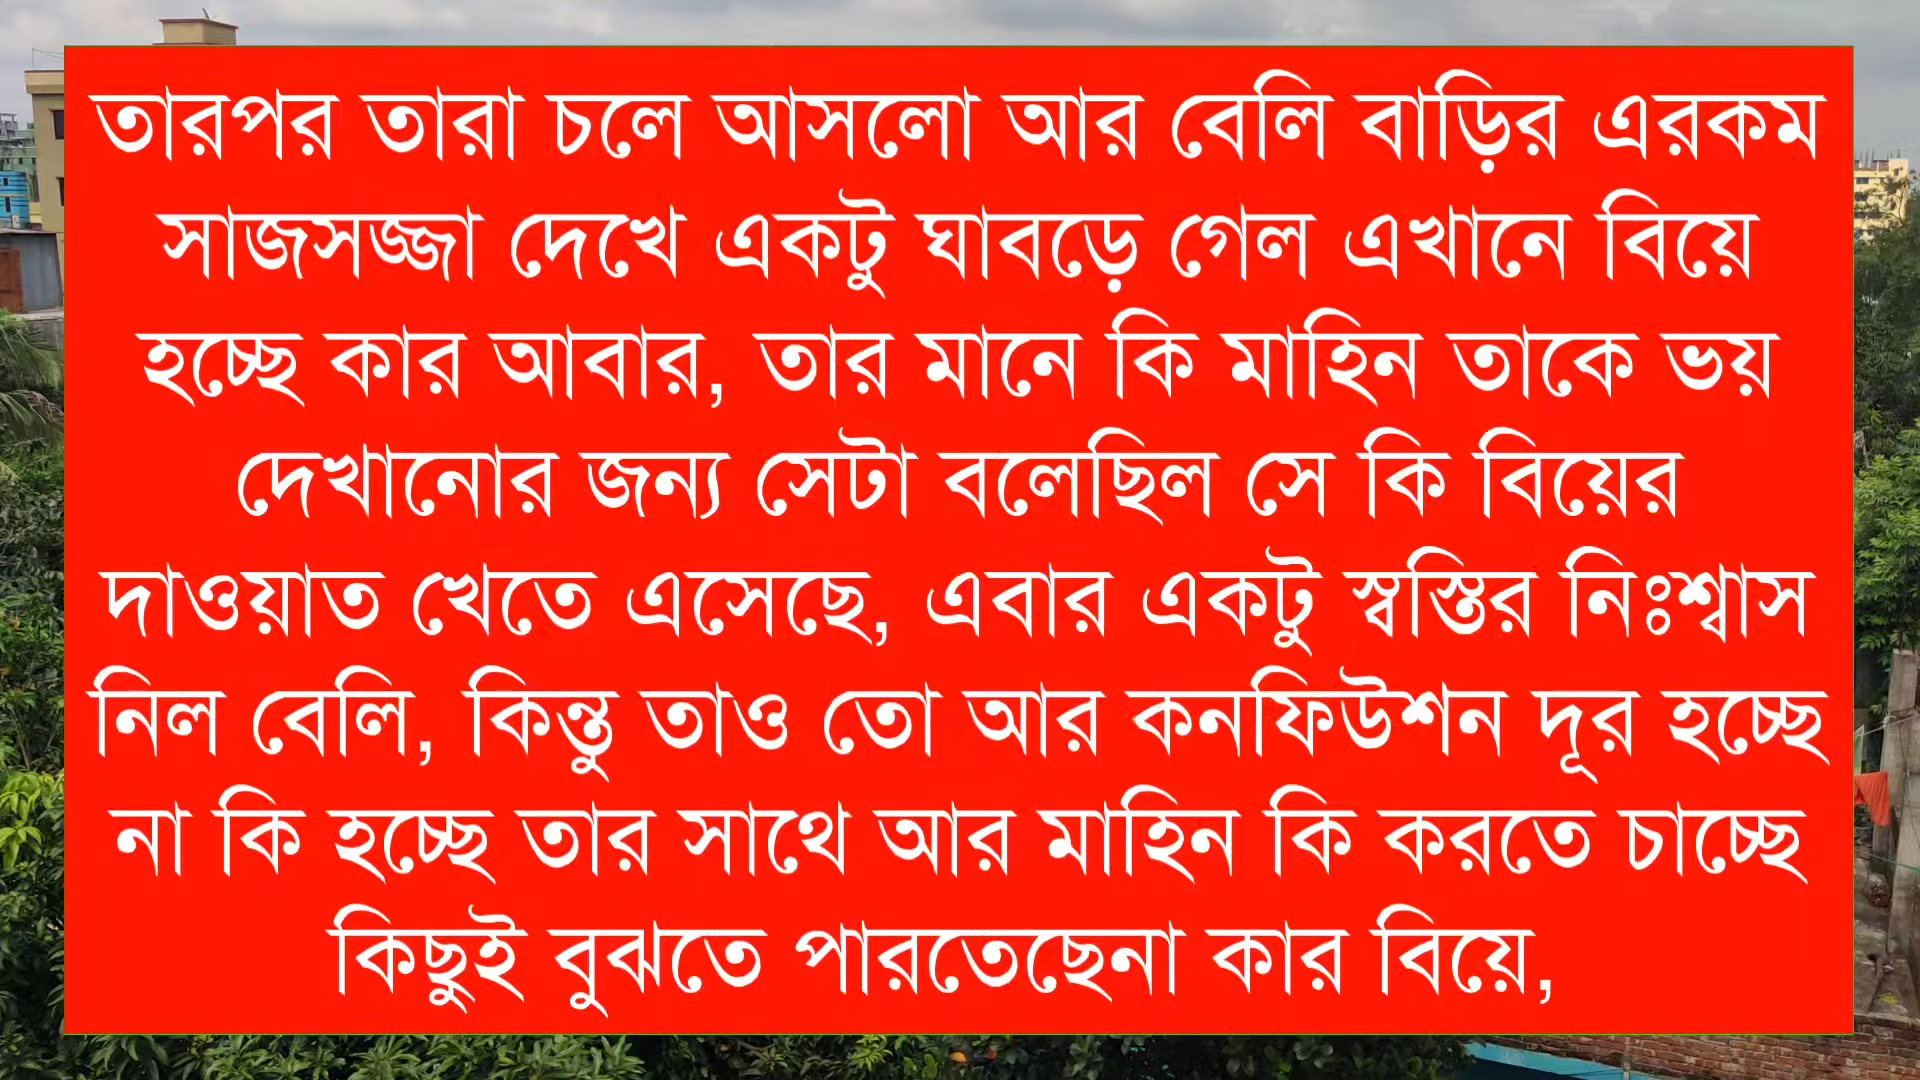 তারপর তারা চলে আসলো আর বেলি বাড়ির এরকম
সাজসজ্জা দেখে একটু ঘাবড়ে গেল এখানে বিয়ে
হচ্ছে কার আবার, তার মানে কি মাহিন তাকে ভয়
দেখানোর জন্য সেটা বলেছিল সে কি বিয়ের
দাওয়াত খেতে এসেছে, এবার একটু স্বস্তির নিঃশ্বাস
নিল বেলি, কিন্তু তাও তো আর কনফিউশন দূর হচ্ছে
না কি হচ্ছে তার সাথে আর মাহিন কি করতে চাচ্ছে
কিছুই বুঝতে পারতেছেনা কার বিয়ে,